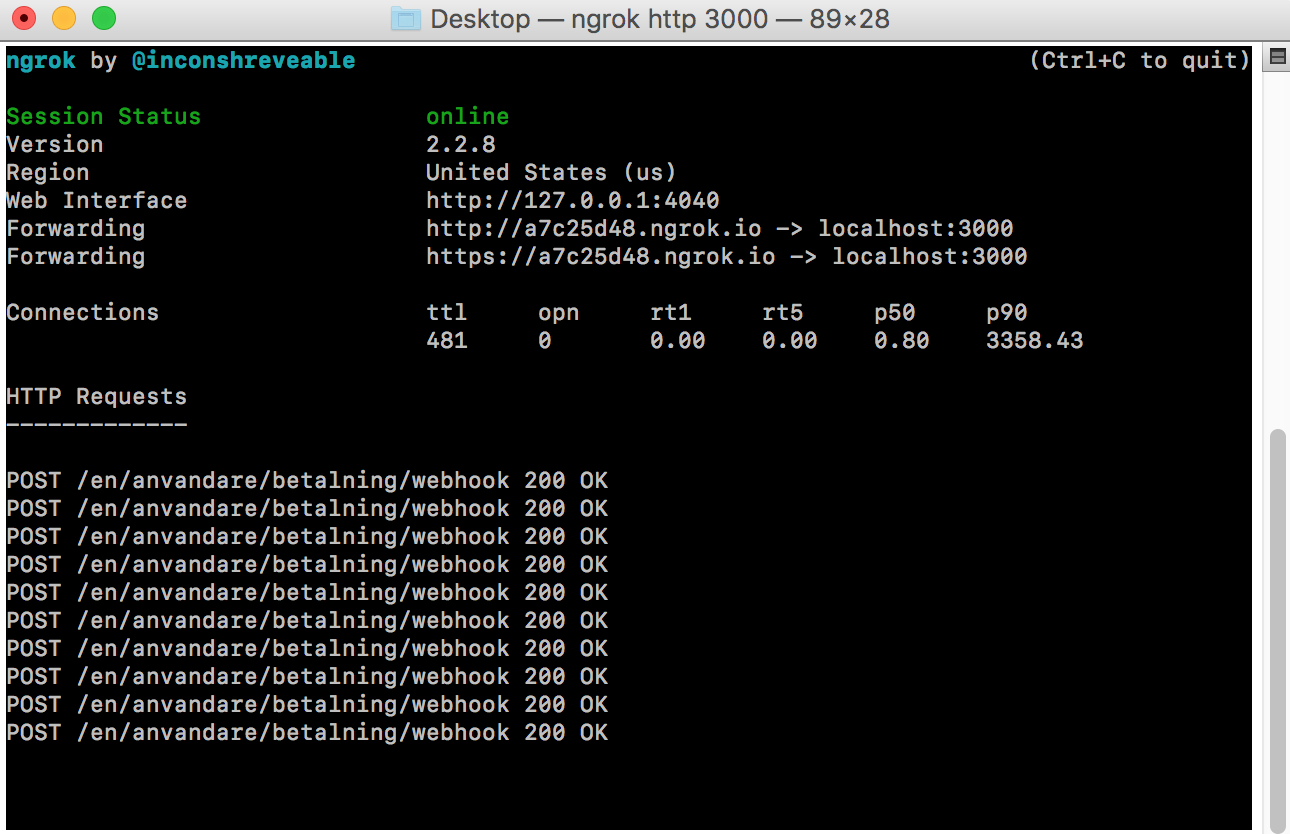 Desktop — ngrok http 3000 — 89×28
ngrok by @inconshreveable (Ctrl+C to quit)
Session Status online
Version 2.2.8
Region United States (us)
Web Interface http://127.0.0.1:4040
Forwarding http://a7c25d48.ngrok.io -> localhost:3000
Forwarding https://a7c25d48.ngrok.io -> localhost:3000
Connections ttl opn rt1 rt5 p50 p90
481 0 0.00 0.00 0.80 3358.43
HTTP Requests
-------------
POST /en/anvandare/betalning/webhook 200 OK
POST /en/anvandare/betalning/webhook 200 OK
POST /en/anvandare/betalning/webhook 200 OK
POST /en/anvandare/betalning/webhook 200 OK
POST /en/anvandare/betalning/webhook 200 OK
POST /en/anvandare/betalning/webhook 200 OK
POST /en/anvandare/betalning/webhook 200 OK
POST /en/anvandare/betalning/webhook 200 OK
POST /en/anvandare/betalning/webhook 200 OK
POST /en/anvandare/betalning/webhook 200 OK